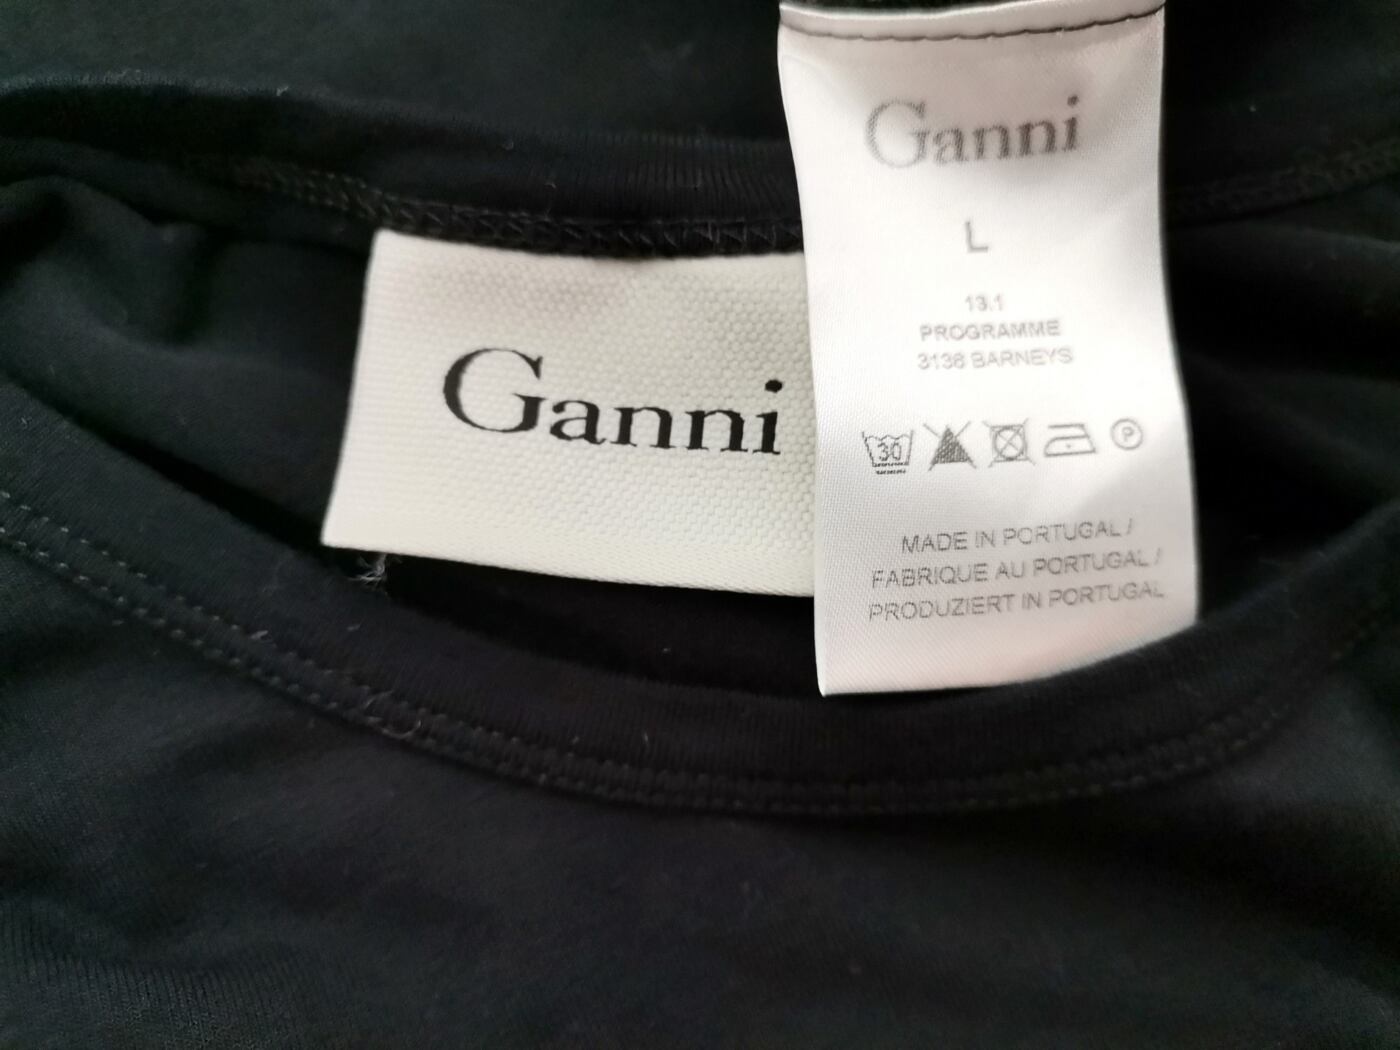 Ganni
Ganni
L
13.1
PROGRAMME
3136 BARNEYS
30
P
MADE IN PORTUGAL /
FABRIQUE AU PORTUGAL /
PRODUZIERT IN PORTUGAL